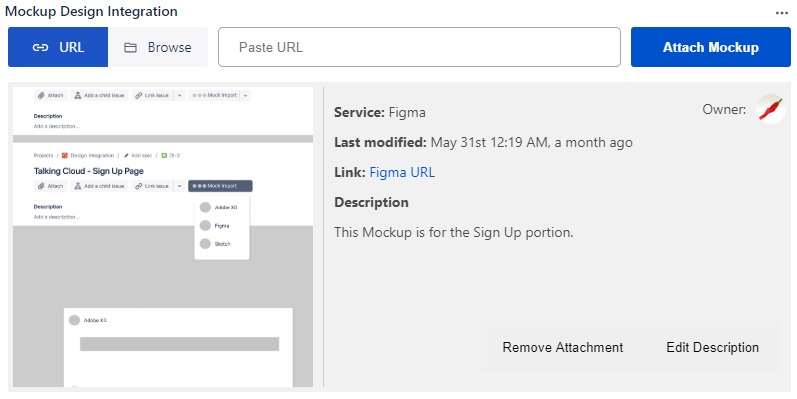 Mockup Design Integration
URL
Browse
Paste URL
Attach Mockup
Attach
Add a child issue
Link issue
Mock Import
Description
Add a description...
Projects / Design Integration / Add epic / DI-2
Talking Cloud - Sign Up Page
Attach
Add a child issue
Link issue
Mock Import
Description
Add a description...
Adobe XD
Figma
Sketch
Adobe XD
Service: Figma
Owner:
Last modified: May 31st 12:19 AM, a month ago
Link: Figma URL
Description
This Mockup is for the Sign Up portion.
Remove Attachment
Edit Description